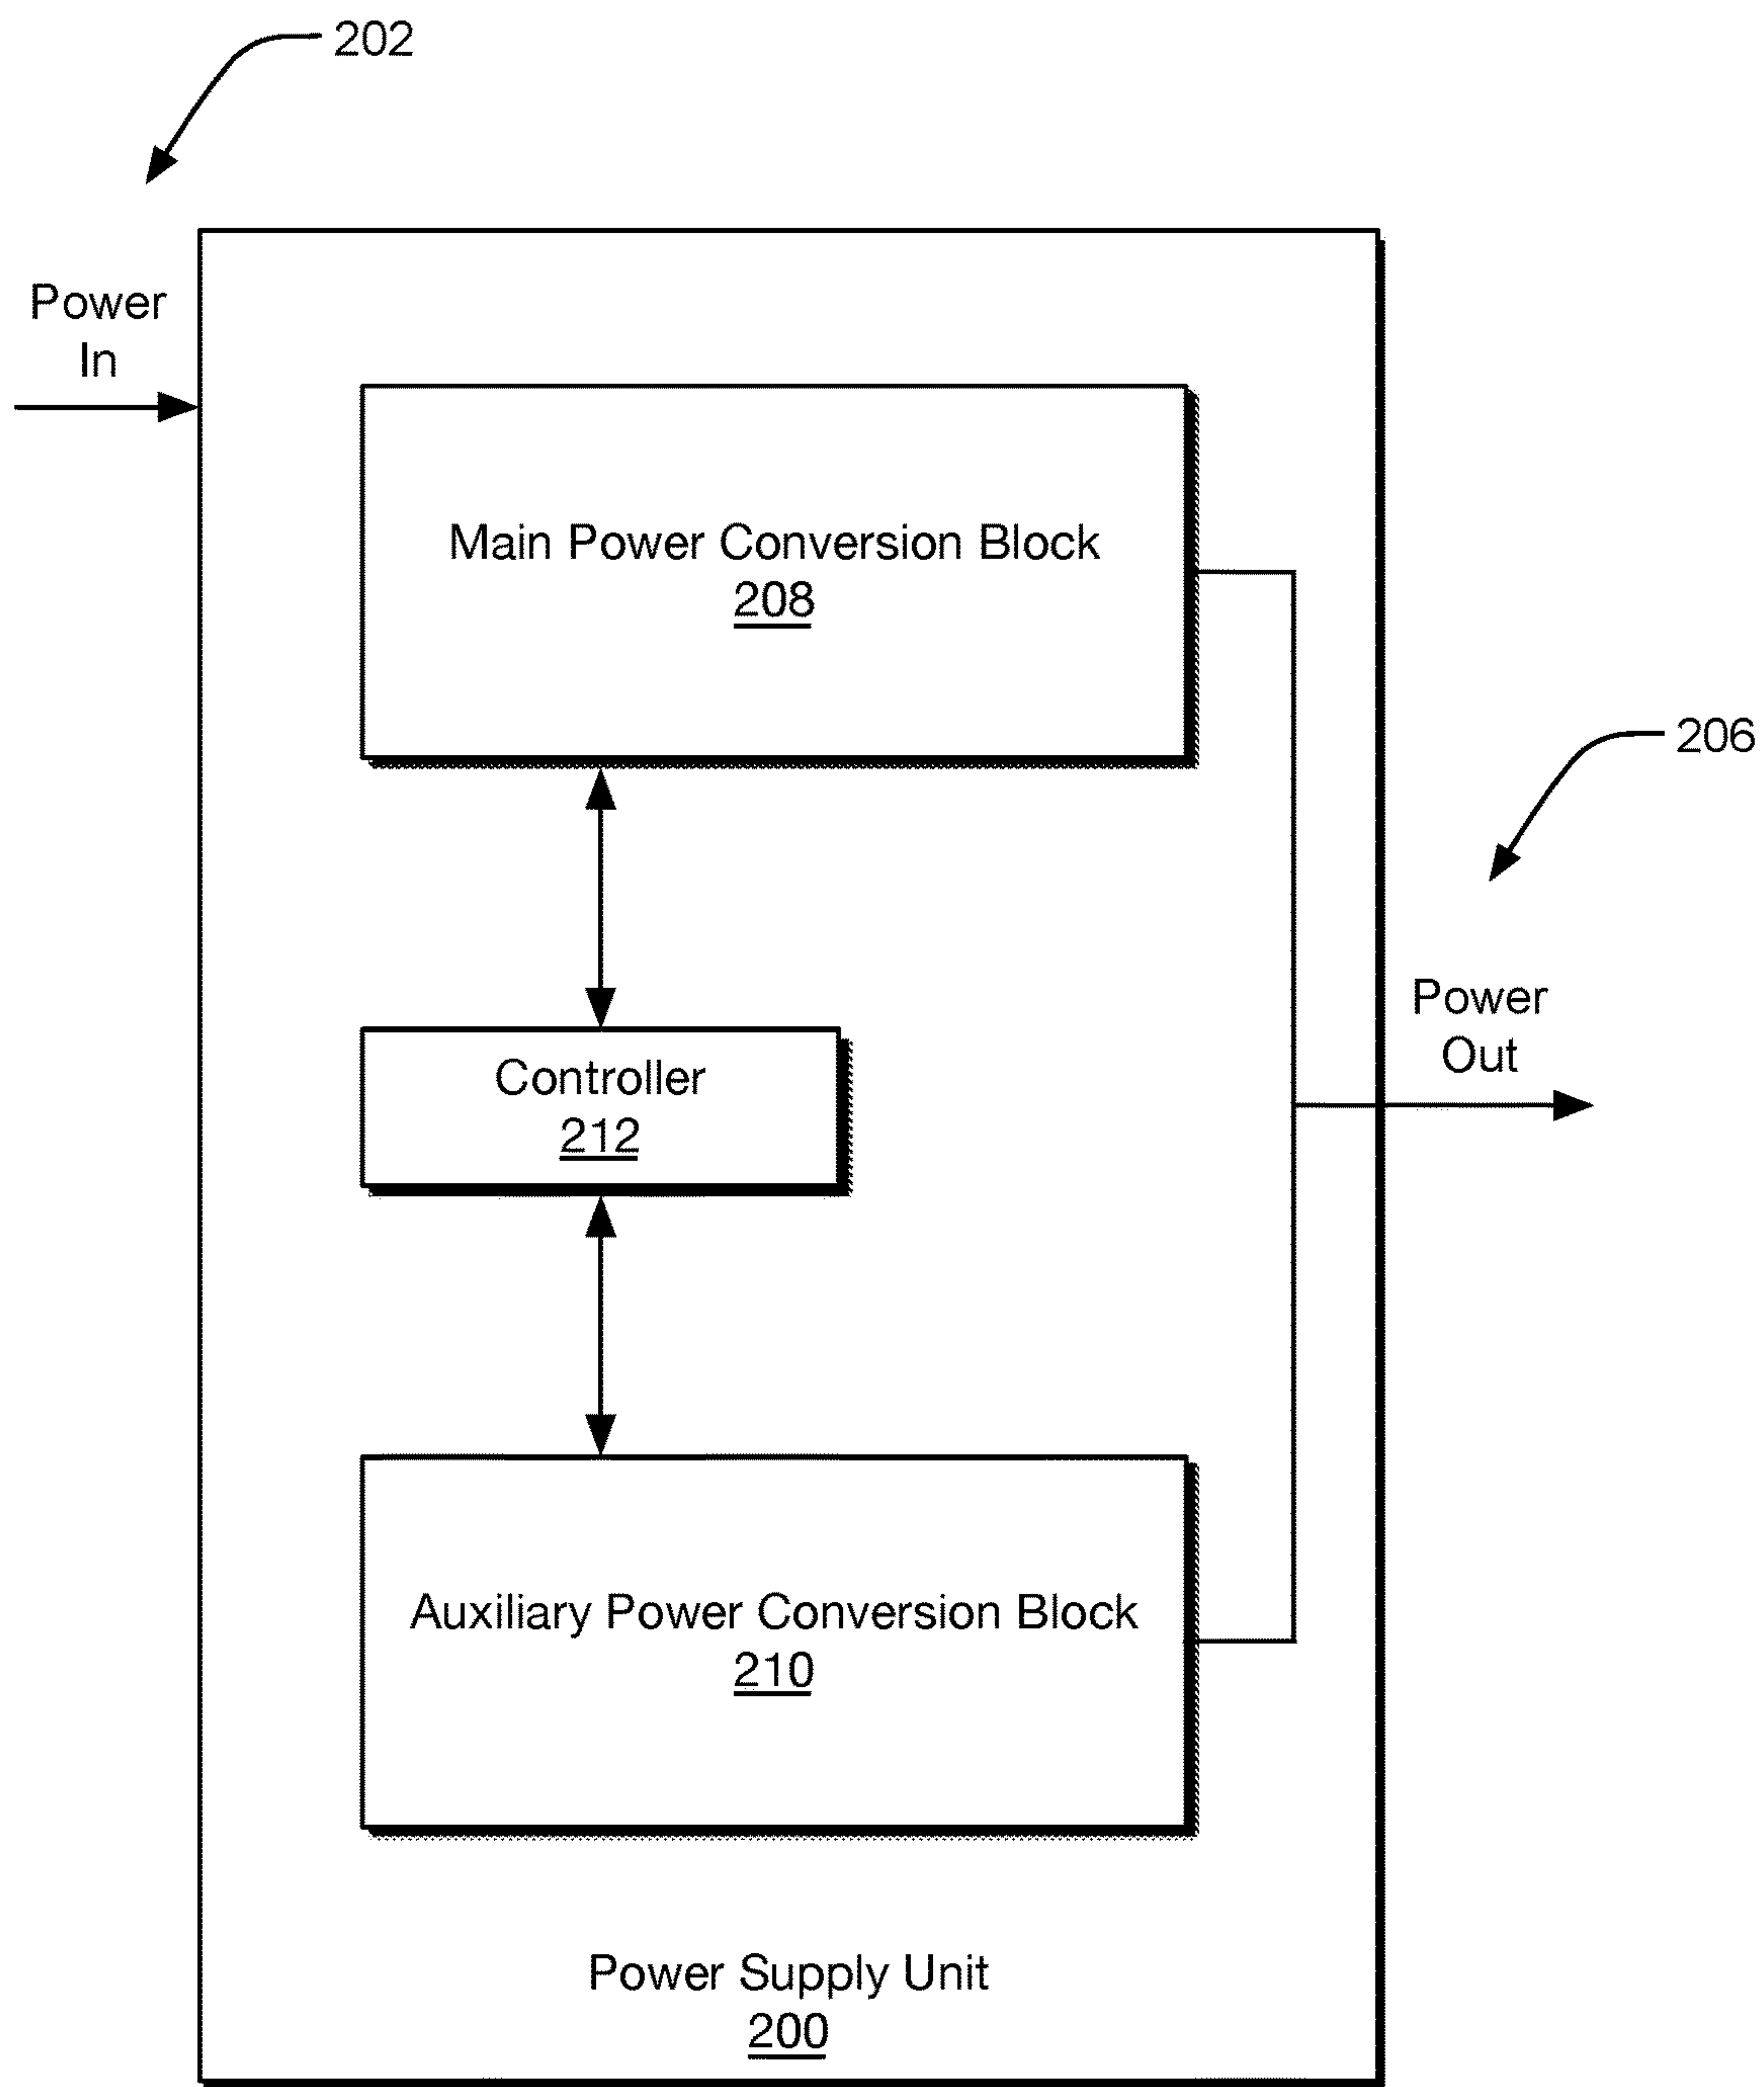 202
Power
In
Main Power Conversion Block
208
206
Power
Out
Controller
212
Auxiliary Power Conversion Block
210
Power Supply Unit
200